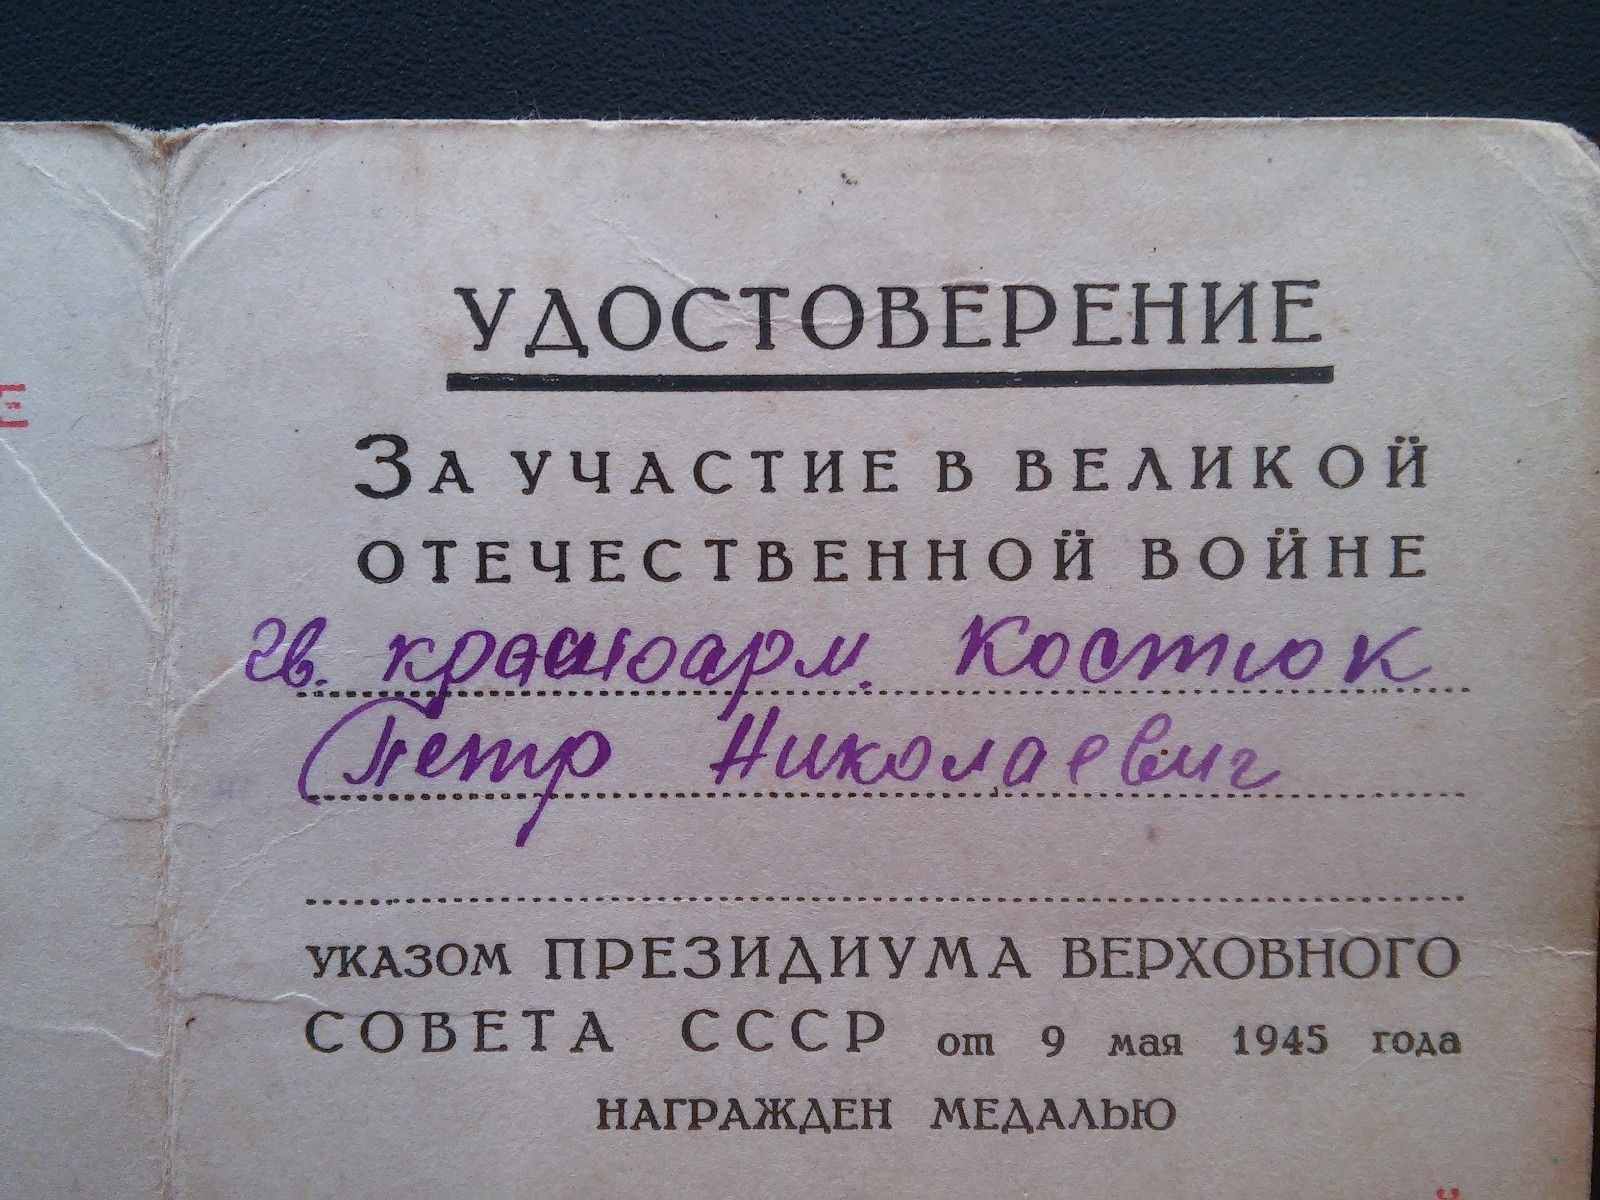 УДОСТОВЕРЕНИЕ
ЗА УЧАСТИЕ В ВЕЛИКОЙ
ОТЕЧЕСТВЕННОЙ ВОЙНЕ
гв. красноарм. Костюк
Петр Николаевич
УКАЗОМ ПРЕЗИДИУМА ВЕРХОВНОГО
СОВЕТА СССР от 9 мая 1945 года
НАГРАЖДЕН МЕДАЛЬЮ